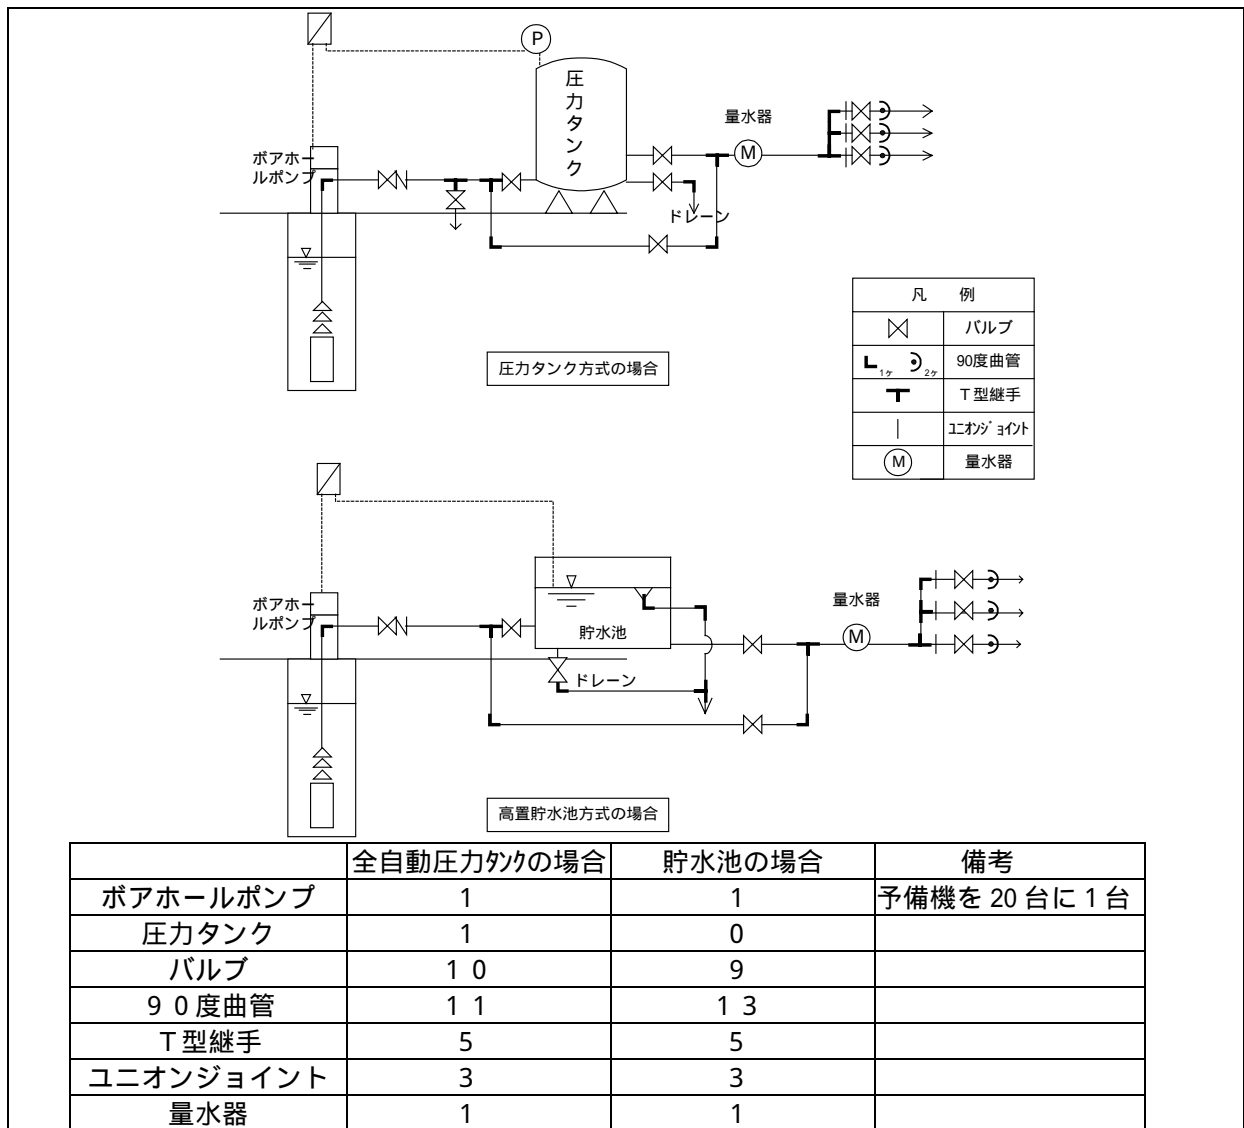 P
圧力タンク
量水器
M
ボアホー
ルポンプ
ドレーン
凡 例
バルブ
1ヶ 2ヶ 90度曲管
T型継手
ﾕﾆｵﾝｼﾞｮｲﾝﾄ
M 量水器
圧力タンク方式の場合
ボアホー
ルポンプ
貯水池
量水器
M
ドレーン
高置貯水池方式の場合
全自動圧力ﾀﾝｸの場合 貯水池の場合 備考
ボアホールポンプ 1 1 予備機を 20 台に 1 台
圧力タンク 1 0
バルブ 10 9
90度曲管 11 13
T型継手 5 5
ユニオンジョイント 3 3
量水器 1 1